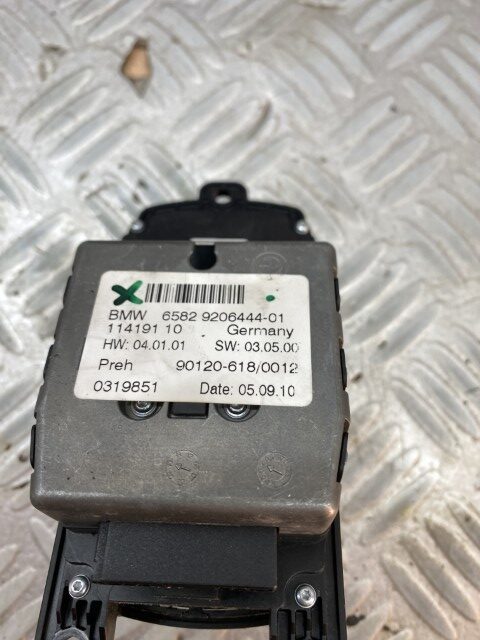 BMW 6582 9206444-01
114191 10 Germany
HW: 04.01.01 SW: 03.05.00
Preh 90120-618/0012
0319851 Date: 05.09.10